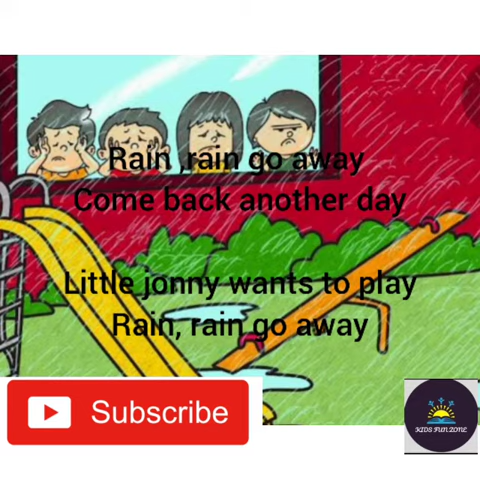 Rain ,rain go away
Come back another day
Little jonny wants to play
Rain, rain go away
Subscribe
KIDS FUN ZONE